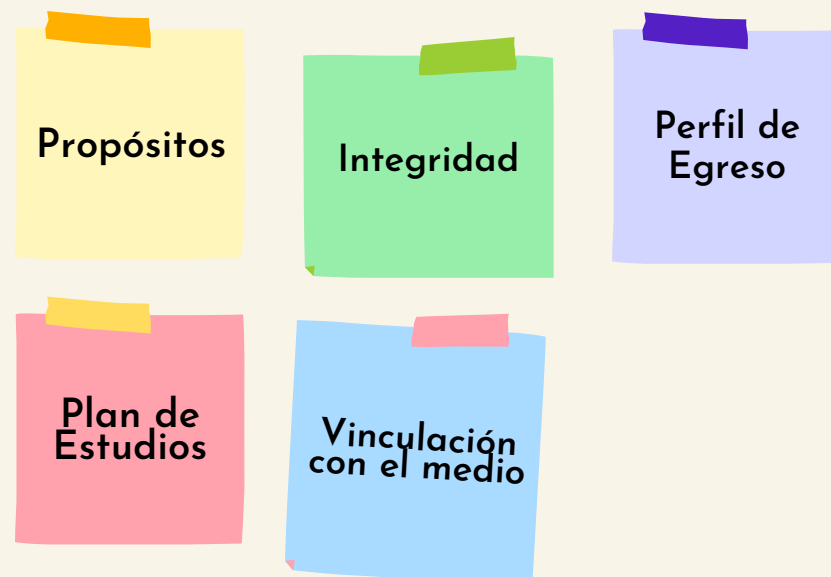 Propósitos
Integridad
Perfil de
Egreso
Plan de
Estudios
Vinculación
con el medio